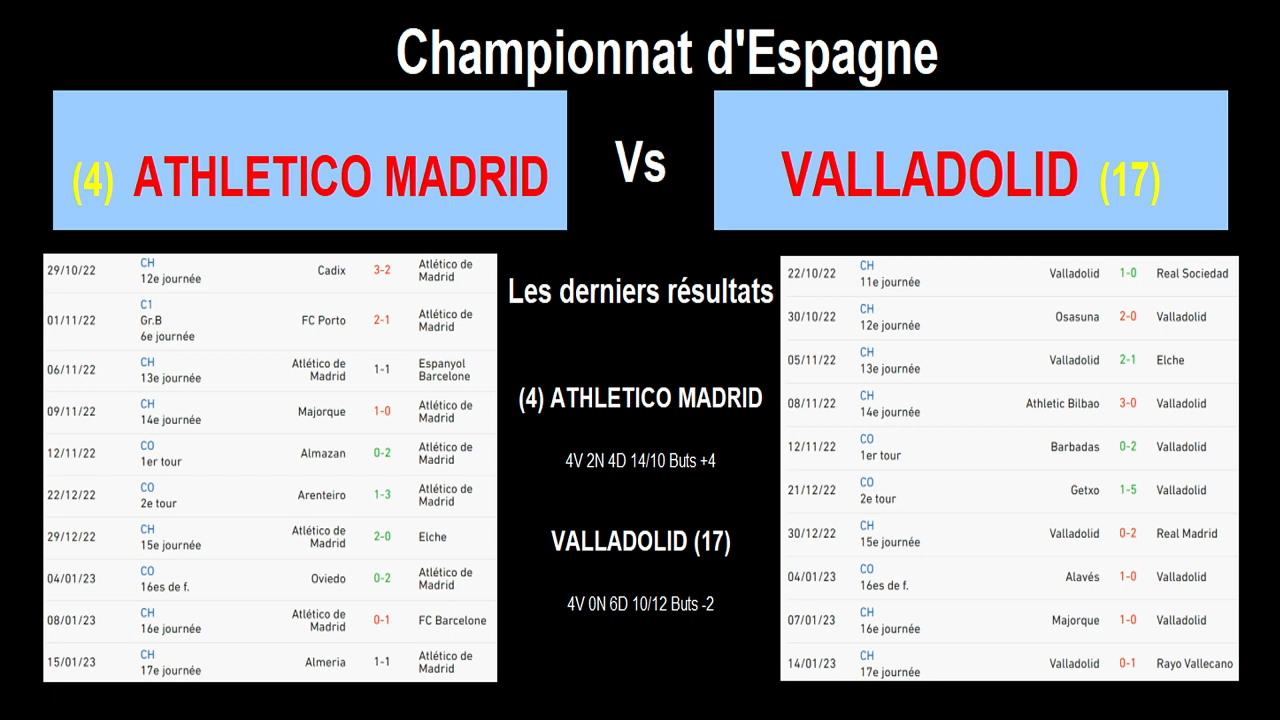 Championnat d'Espagne
(4) ATHLETICO MADRID
Vs
VALLADOLID (17)
29/10/22 CH 12e journée Cadix 3-2 Atlético de Madrid
01/11/22 C1 Gr.B 6e journée FC Porto 2-1 Atlético de Madrid
06/11/22 CH 13e journée Atlético de Madrid 1-1 Espanyol Barcelone
09/11/22 CH 14e journée Majorque 1-0 Atlético de Madrid
12/11/22 CO 1er tour Almazan 0-2 Atlético de Madrid
22/12/22 CO 2e tour Arenteiro 1-3 Atlético de Madrid
29/12/22 CH 15e journée Atlético de Madrid 2-0 Elche
04/01/23 CO 16es de f. Oviedo 0-2 Atlético de Madrid
08/01/23 CH 16e journée Atlético de Madrid 0-1 FC Barcelone
15/01/23 CH 17e journée Almeria 1-1 Atlético de Madrid
Les derniers résultats
(4) ATHLETICO MADRID
4V 2N 4D 14/10 Buts +4
VALLADOLID (17)
4V 0N 6D 10/12 Buts -2
22/10/22 CH 11e journée Valladolid 1-0 Real Sociedad
30/10/22 CH 12e journée Osasuna 2-0 Valladolid
05/11/22 CH 13e journée Valladolid 2-1 Elche
08/11/22 CH 14e journée Athletic Bilbao 3-0 Valladolid
12/11/22 CO 1er tour Barbadas 0-2 Valladolid
21/12/22 CO 2e tour Getxo 1-5 Valladolid
30/12/22 CH 15e journée Valladolid 0-2 Real Madrid
04/01/23 CO 16es de f. Alavés 1-0 Valladolid
07/01/23 CH 16e journée Majorque 1-0 Valladolid
14/01/23 CH 17e journée Valladolid 0-1 Rayo Vallecano